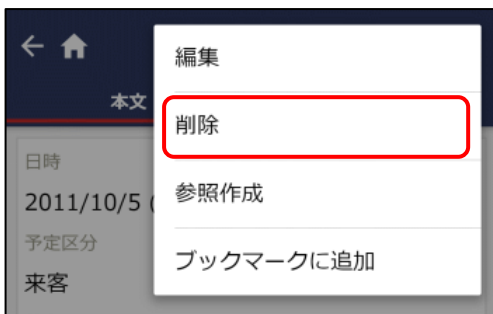 編集
本文
削除
日時
2011/10/5 (
参照作成
予定区分
ブックマークに追加
来客